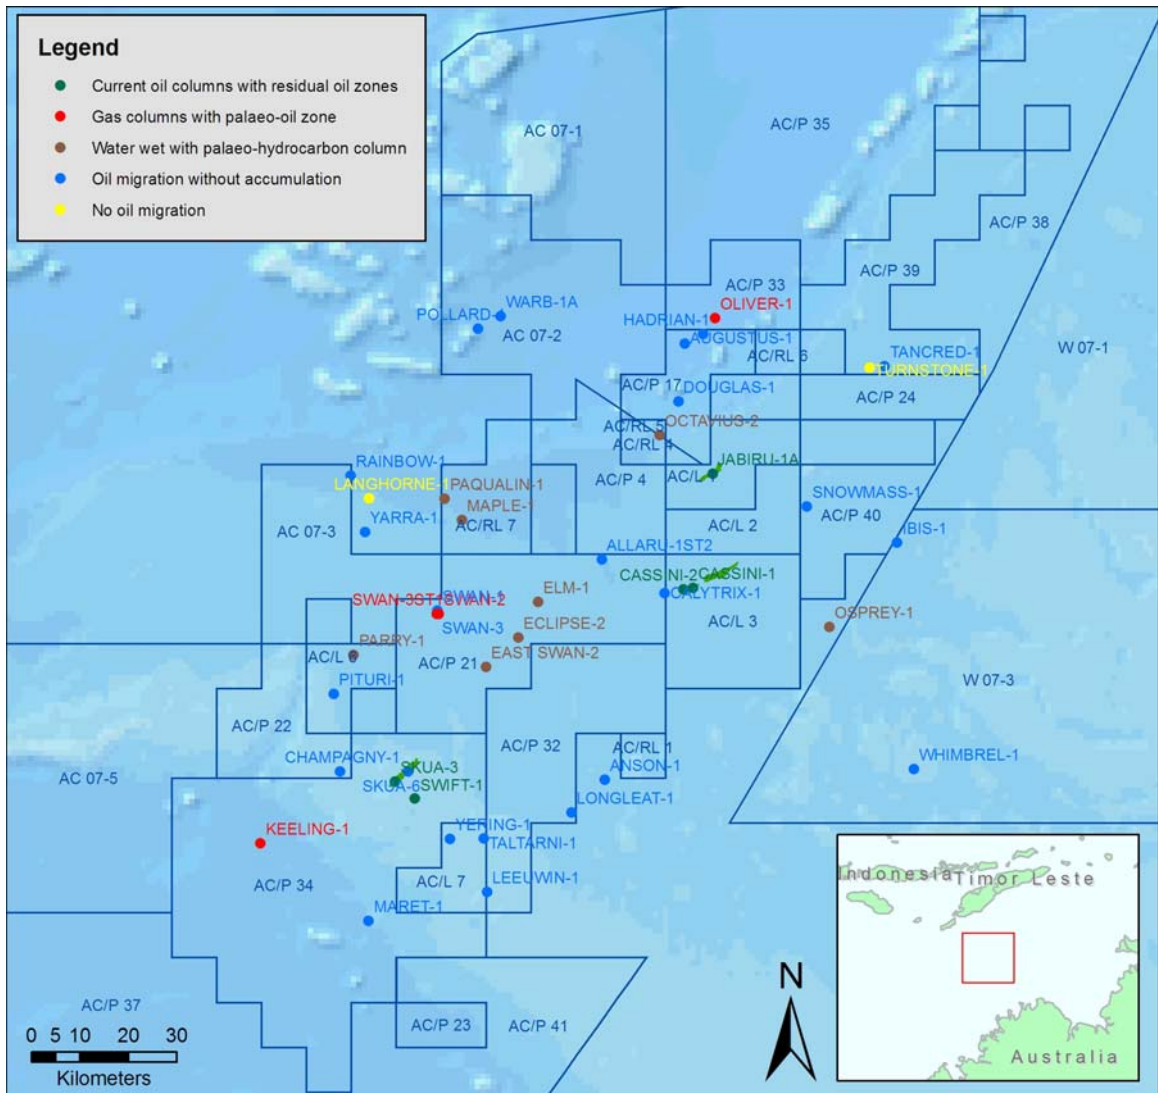 Legend
Current oil columns with residual oil zones
Gas columns with palaeo-oil zone
Water wet with palaeo-hydrocarbon column
Oil migration without accumulation
No oil migration
AC 07-1
AC/P 35
AC/P 38
AC/P 39
AC/P 33
OLIVER-1
WARB-1A
POLLARD-
AC 07-2
HADRIAN-1
AUGUSTUS-1
AC/RL 6
TANCRED-1
TURNSTONE-1
W 07-1
AC/P 17
DOUGLAS-1
AC/P 24
OCTAVIUS-2
AC/RL 5
AC/RL 4
RAINBOW-1
JABIRU-1A
AC/L
AC/P 4
LANGHORNE-1
PAQUALIN-1
MAPLE-1
SNOWMASS-1
YARRA-1
AC/RL 7
AC/P 40
AC 07-3
AC/L 2
IBIS-1
ALLARU-1ST2
CASSINI-2
CASSINI-1
ELM-1
CALYTRIX-1
SWAN-3ST1
SWAN-1
SWAN-2
OSPREY-1
SWAN-3
ECLIPSE-2
AC/L 3
PARRY-1
AC/L 6
AC/P 21
EAST SWAN-2
PITURI-1
W 07-3
AC/P 22
AC/P 32
AC/RL 1
CHAMPAGNY-1
SKUA-3
ANSON-1
WHIMBREL-1
AC 07-5
SKUA-6
SWIFT-1
LONGLEAT-1
KEELING-1
YERING-1
TALTARNI-1
AC/P 34
AC/L 7
LEEUWIN-1
MARET-1
AC/P 37
AC/P 23
AC/P 41
0 5 10 20 30
Kilometers
N
Indonesia
Timor Leste
Australia